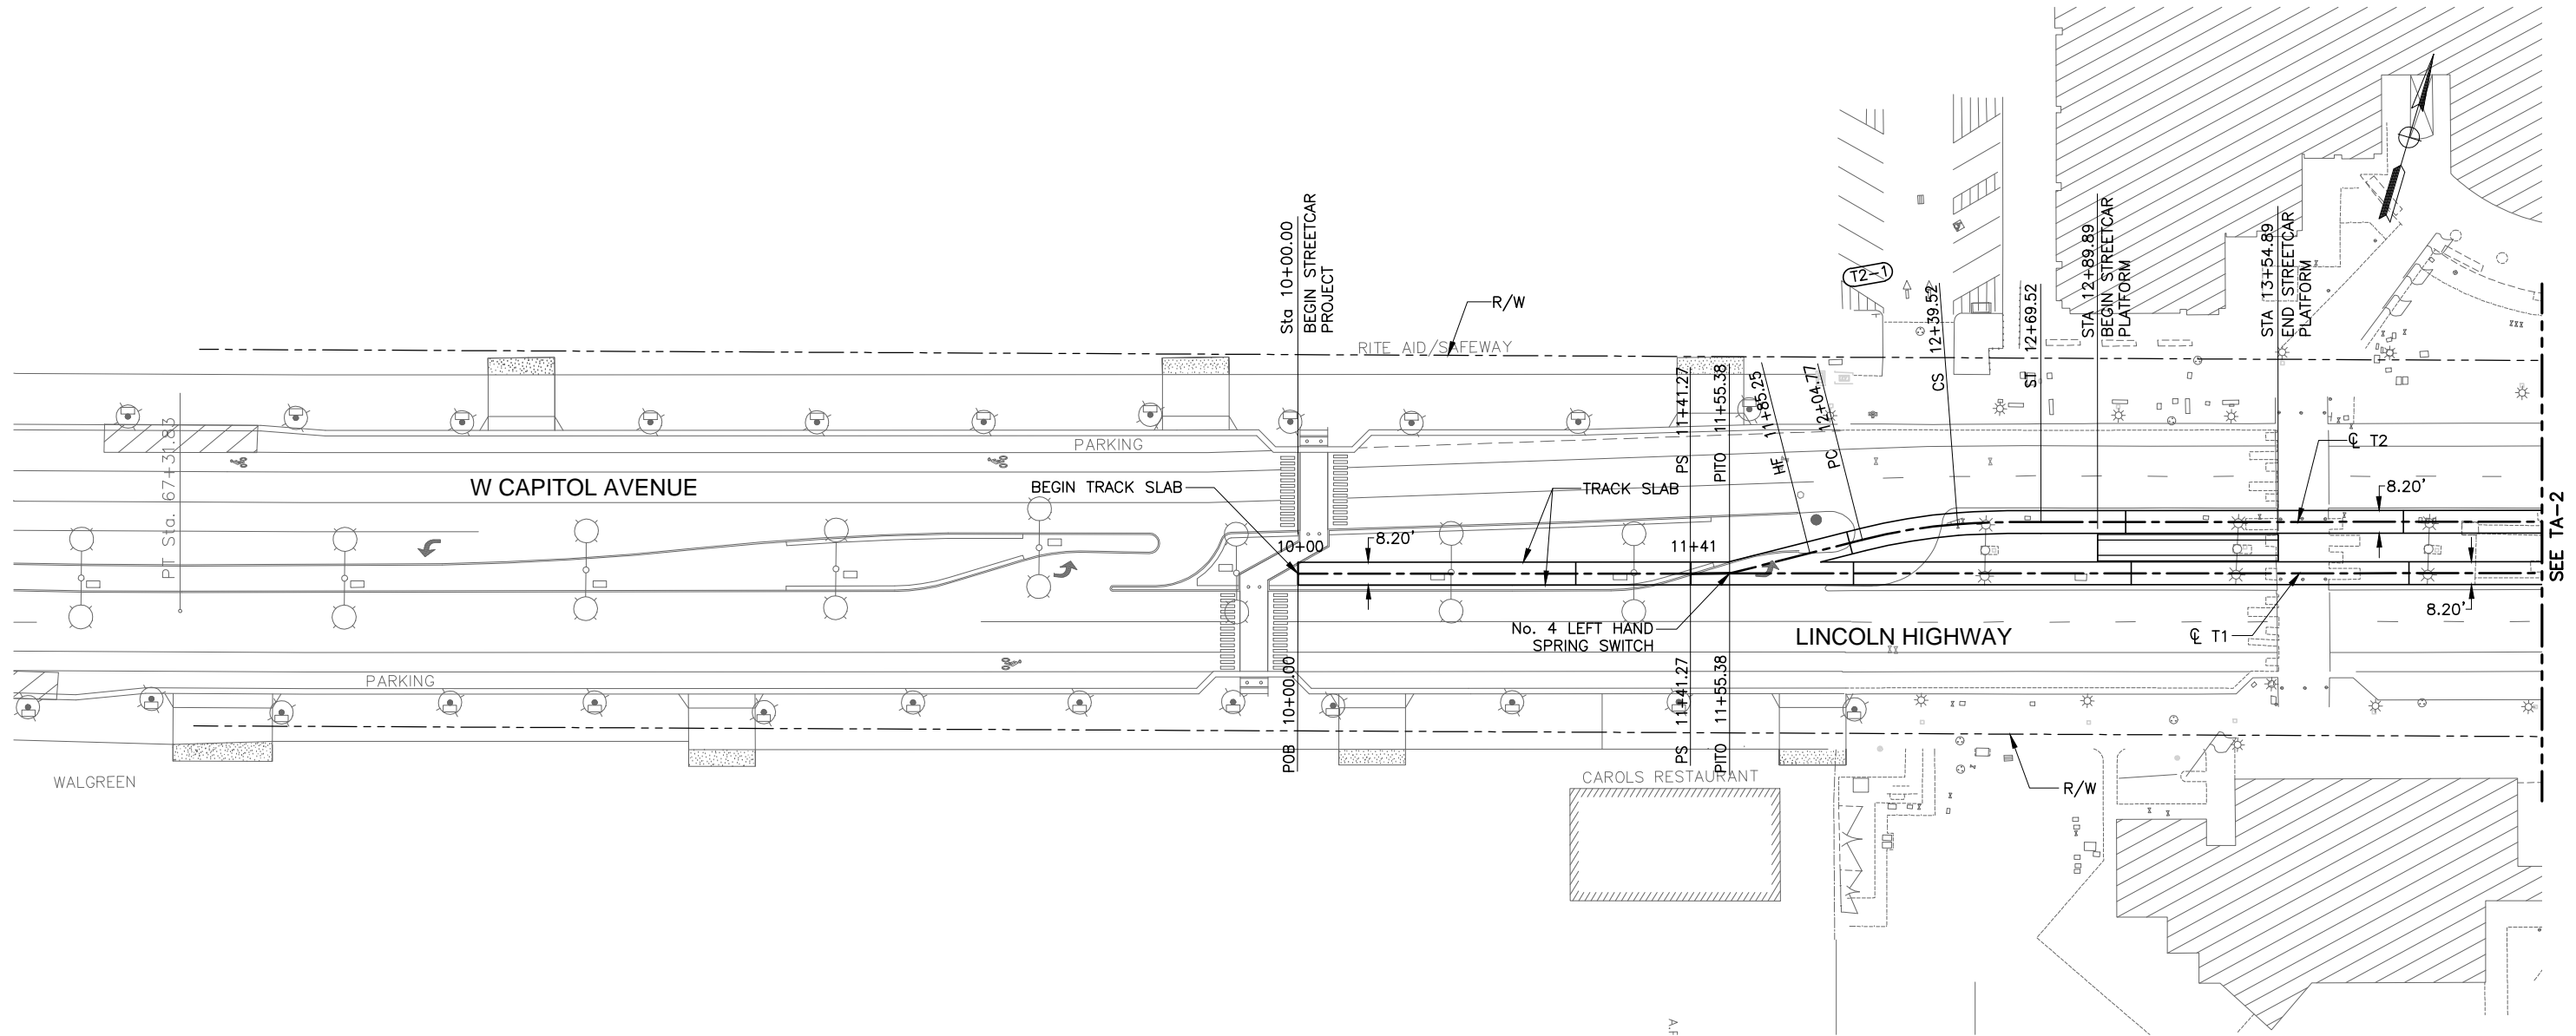 Sta 10+00.00
BEGIN STREETCAR
PROJECT
R/W
RITE AID/SAFEWAY
T2-1
CS 12+39.52
ST 12+69.52
STA 12+89.89
BEGIN STREETCAR
PLATFORM
STA 13+54.89
END STREETCAR
PLATFORM
PT Sta. 67+31.83
PARKING
W CAPITOL AVENUE
BEGIN TRACK SLAB
TRACK SLAB
PS 11+41.27
PITO 11+55.38
HF 11+85.25
PC 12+04.77
℄ T2
8.20'
10+00
8.20'
11+41
SEE TA-2
No. 4 LEFT HAND
SPRING SWITCH
LINCOLN HIGHWAY
℄ T1
8.20'
PARKING
POB 10+00.00
PS 11+41.27
PITO 11+55.38
WALGREEN
CAROLS RESTAURANT
R/W